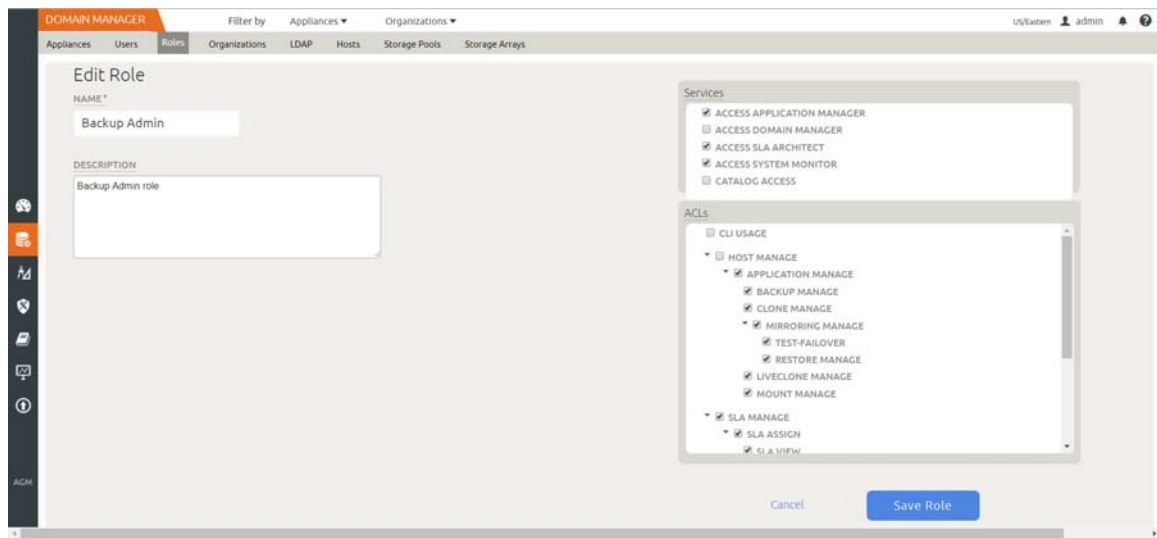 DOMAIN MANAGER Filter by Appliances Organizations US/Eastern admin
Appliances Users Roles Organizations LDAP Hosts Storage Pools Storage Arrays
Edit Role
NAME*
Backup Admin
DESCRIPTION
Backup Admin role
Services
ACCESS APPLICATION MANAGER
ACCESS DOMAIN MANAGER
ACCESS SLA ARCHITECT
ACCESS SYSTEM MONITOR
CATALOG ACCESS
ACLs
CLI USAGE
HOST MANAGE
APPLICATION MANAGE
BACKUP MANAGE
CLONE MANAGE
MIRRORING MANAGE
TEST-FAILOVER
RESTORE MANAGE
LIVECLONE MANAGE
MOUNT MANAGE
SLA MANAGE
SLA ASSIGN
SLA VIEW
AGM
Cancel Save Role